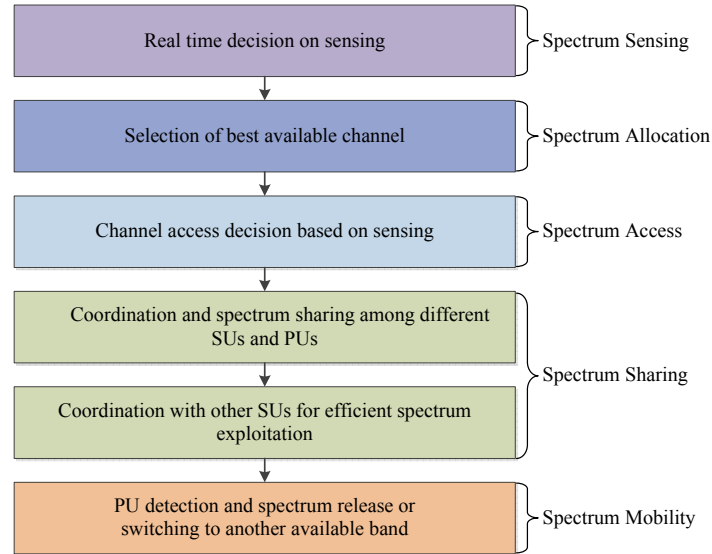 Real time decision on sensing
Spectrum Sensing
Selection of best available channel
Spectrum Allocation
Channel access decision based on sensing
Spectrum Access
Coordination and spectrum sharing among different
SUs and PUs
Spectrum Sharing
Coordination with other SUs for efficient spectrum
exploitation
PU detection and spectrum release or
switching to another available band
Spectrum Mobility